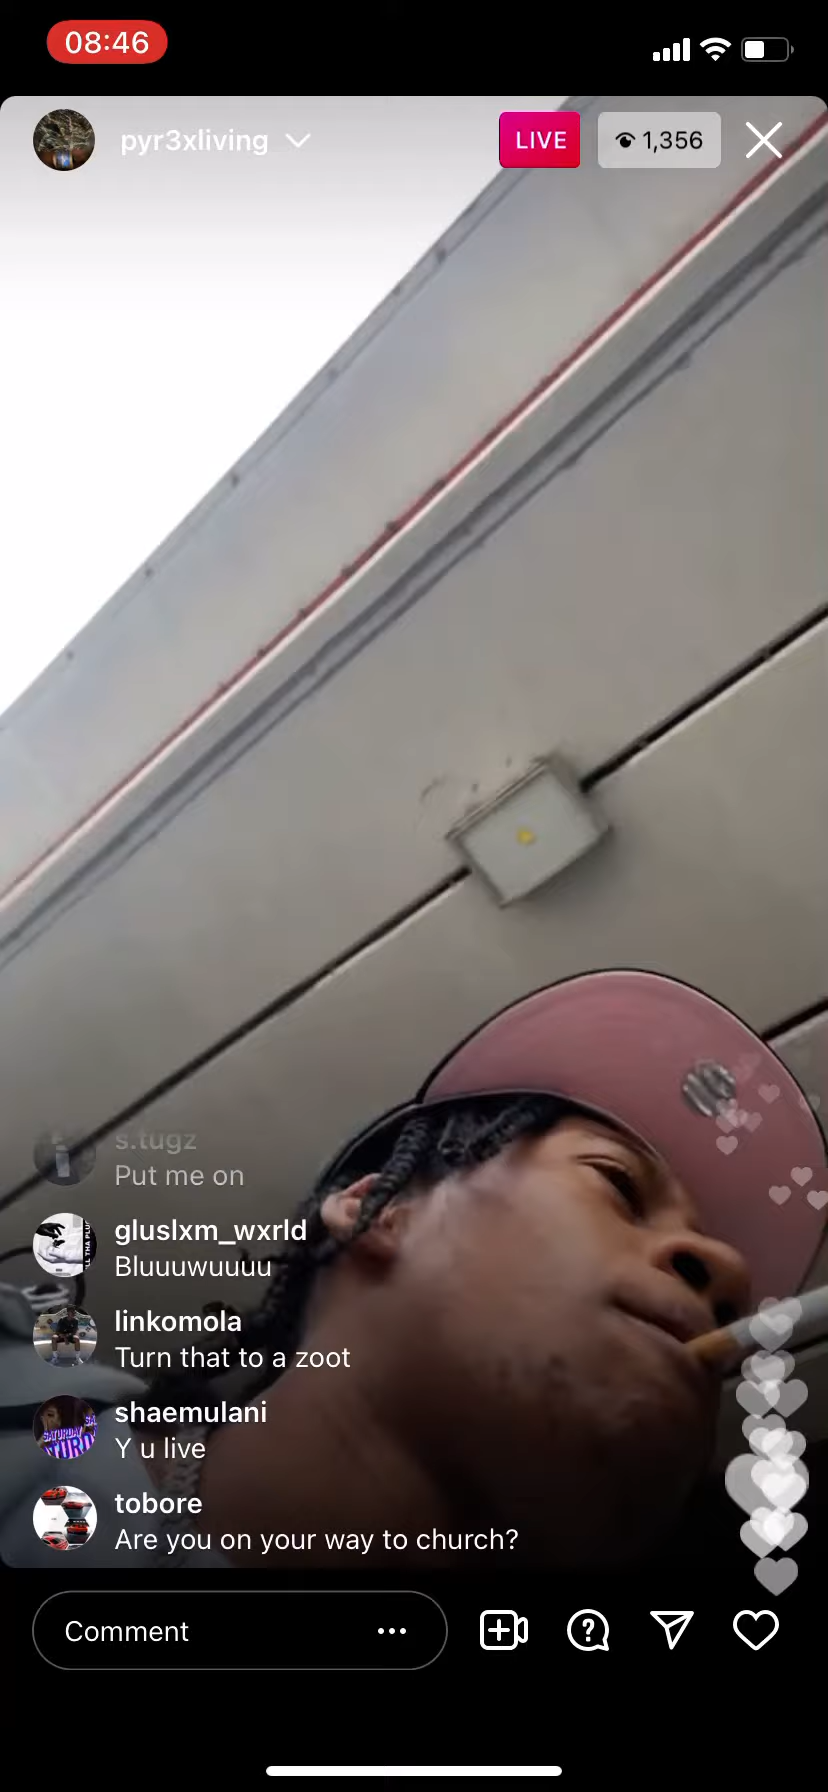 08:46
pyr3xliving
LIVE
1,356
s.tugz
Put me on
gluslxm_wxrld
Bluuuwuuuu
linkomola
Turn that to a zoot
shaemulani
Y u live
SATURDAY
tobore
Are you on your way to church?
Comment